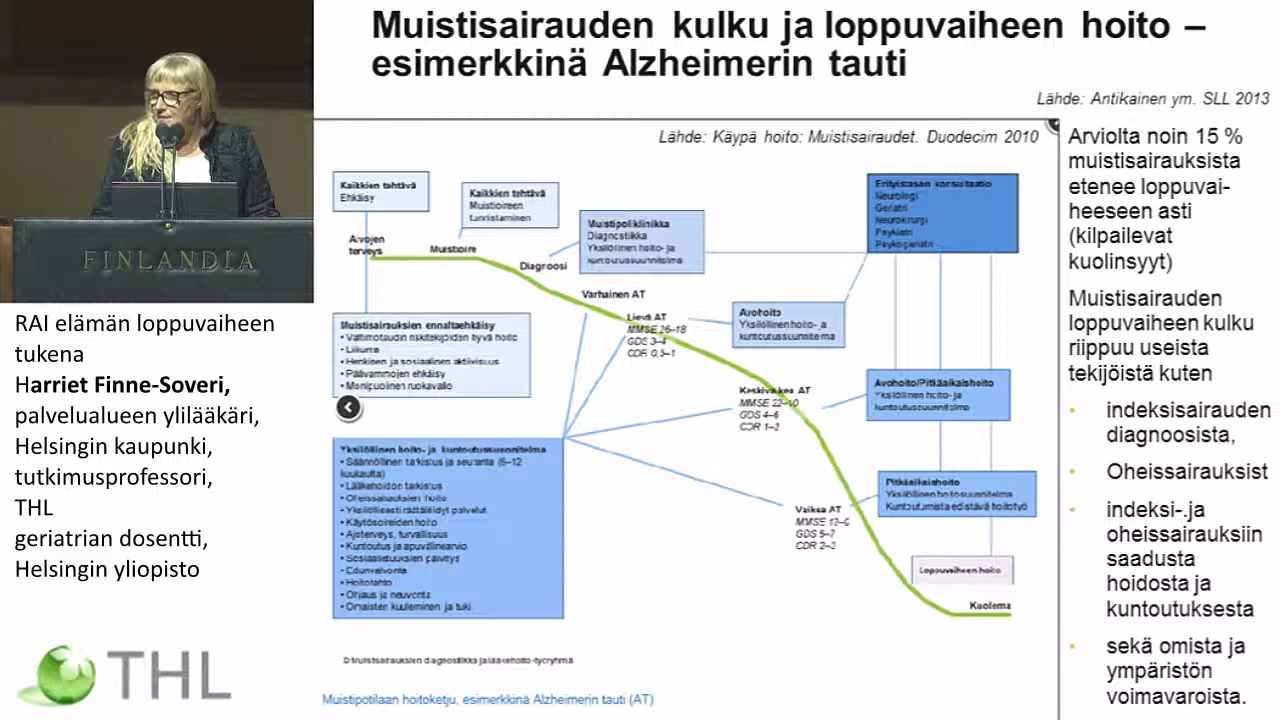 Muistisairauden kulku ja loppuvaiheen hoito –
esimerkkinä Alzheimerin tauti
Lähde: Antikainen ym. SLL 2013
Lähde: Käypä hoito: Muistisairaudet. Duodecim 2010
FINLANDIA
RAI elämän loppuvaiheen
tukena
Harriet Finne-Soveri,
palvelualueen ylilääkäri,
Helsingin kaupunki,
tutkimusprofessori,
THL
geriatrian dosentti,
Helsingin yliopisto
THL
Kaikkien tehtävä
Ehkäisy
Kaikkien tehtävä
Muistioireen
tunnistaminen
Muistipoliklinikka
Diagnostiikka
Yksilöllinen hoito- ja
kuntoutussuunnitelma
Erityistason konsultaatio
Neurologi
Geriatri
Neurokirurgi
Psykiatri
Psykogeriatri
Aivojen
terveys
Muistioire
Diagnoosi
Varhainen AT
Lievä AT
MMSE 26–18
GDS 3–4
CDR 0,5–1
Avohoito
Yksilöllinen hoito- ja
kuntoutussuunnitelma
Muistisairauksien ennaltaehkäisy
• Valtimotaudin riskitekijöiden hyvä hoito
• Liikunta
• Henkinen ja sosiaalinen aktiivisuus
• Päävammojen ehkäisy
• Monipuolinen ruokavalio
Keskivaikea AT
MMSE 22–10
GDS 4–6
CDR 1–2
Avohoito/Pitkäaikaishoito
Yksilöllinen hoito- ja
kuntoutussuunnitelma
Yksilöllinen hoito- ja kuntoutussuunnitelma
• Säännöllinen tarkistus ja seuranta (6–12
kuukautta)
• Lääkehoidon tarkistus
• Oheissairauksien hoito
• Yksilöllisesti räätälöidyt palvelut
• Käytösoireiden hoito
• Ajoterveys, turvallisuus
• Kuntoutus ja apuvälinearvio
• Sosiaalietuuksien päivitys
• Edunvalvonta
• Hoitotahto
• Ohjaus ja neuvonta
• Omaisten kuuleminen ja tuki
Vaikea AT
MMSE 12–0
GDS 6–7
CDR 2–3
Pitkäaikaishoito
Yksilöllinen hoitosuunnitelma
Kuntoutumista edistävä hoitotyö
Loppuvaiheen hoito
Kuolema
Muistisairauksien diagnostiikka ja lääkehoito -työryhmä
Muistipotilaan hoitoketju, esimerkkinä Alzheimerin tauti (AT)
Arviolta noin 15 %
muistisairauksista
etenee loppuvai-
heeseen asti
(kilpailevat
kuolinsyyt)
Muistisairauden
loppuvaiheen kulku
riippuu useista
tekijöistä kuten
• indeksisairauden
diagnoosista,
• Oheissairauksist
• indeksi-.ja
oheissairauksiin
saadusta
hoidosta ja
kuntoutuksesta
• sekä omista ja
ympäristön
voimavaroista.